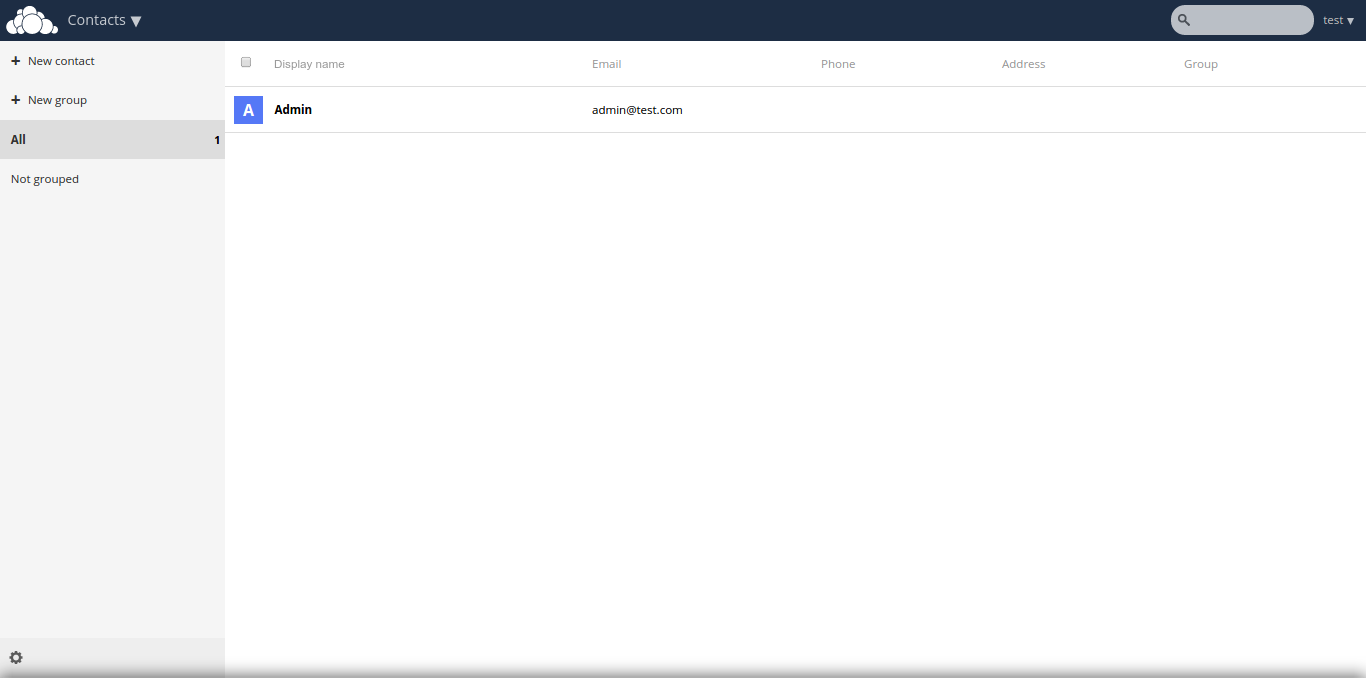 Contacts ▼
test ▼
+ New contact
+ New group
All 1
Not grouped
Display name Email Phone Address Group
A Admin admin@test.com